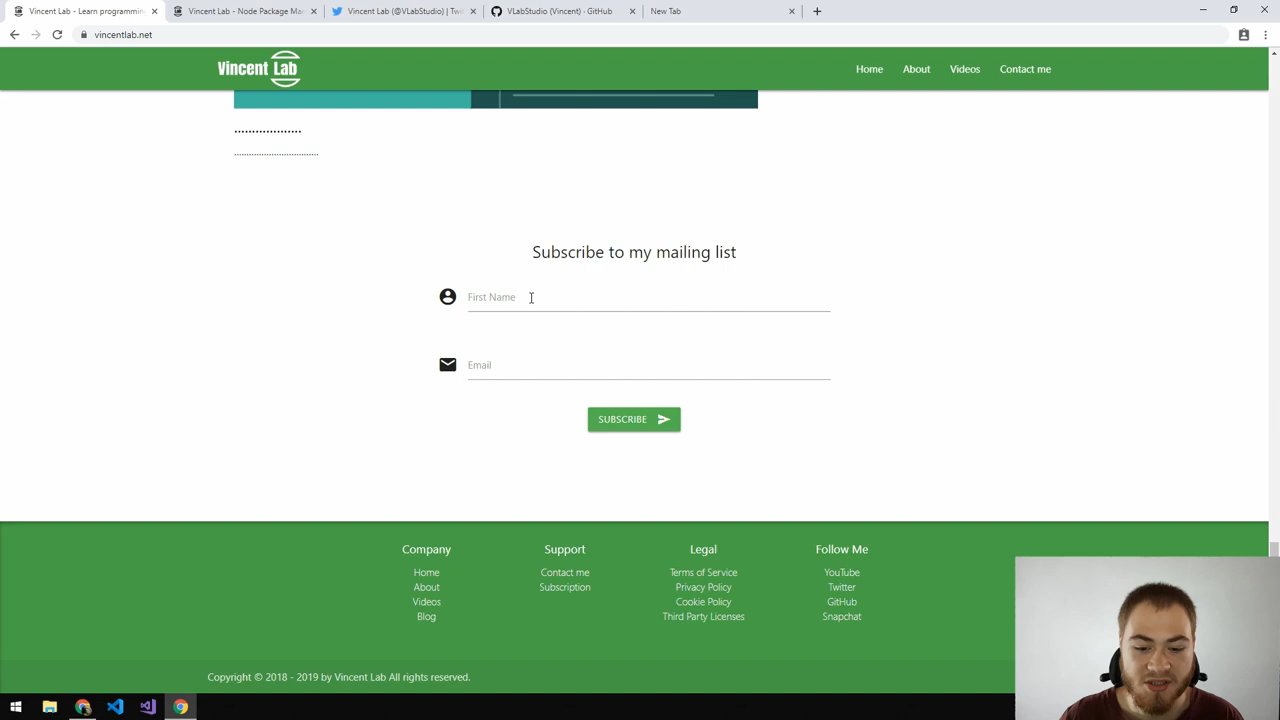 Vincent Lab - Learn programmin
Vincent Lab - Node Package Ma
Vincent Lab (@VLabStudio) | Twi
VLabStudio (Vincent) · GitHub
New Tab
vincentlab.net
Vincent Lab
Home
About
Videos
Contact me
Subscribe to my mailing list
First Name
Email
SUBSCRIBE
Company
Home
About
Videos
Blog
Support
Contact me
Subscription
Legal
Terms of Service
Privacy Policy
Cookie Policy
Third Party Licenses
Follow Me
YouTube
Twitter
GitHub
Snapchat
Copyright © 2018 - 2019 by Vincent Lab All rights reserved.